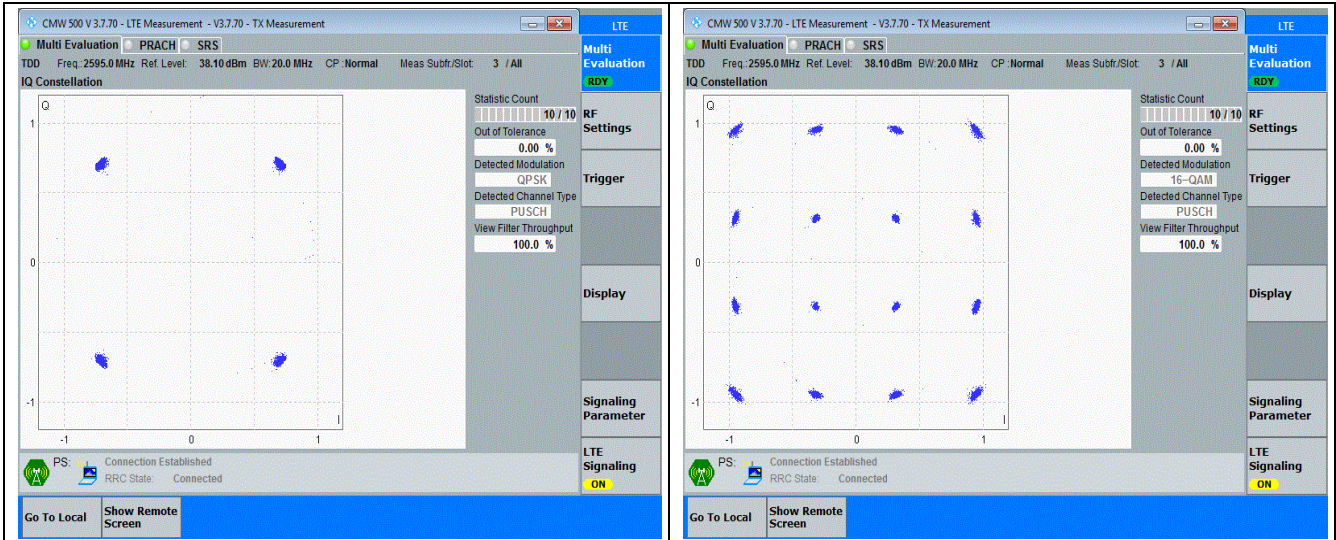 CMW 500 V 3.7.70 - LTE Measurement - V3.7.70 - TX Measurement
LTE
Multi Evaluation PRACH SRS
Multi
Evaluation
RDY
TDD Freq.:2595.0 MHz Ref. Level: 38.10 dBm BW:20.0 MHz CP :Normal Meas Subfr./Slot: 3 / All
IQ Constellation
Q
1
0
-1
-1 0 1
I
Statistic Count
10 / 10
Out of Tolerance
0.00 %
Detected Modulation
QPSK
Detected Channel Type
PUSCH
View Filter Throughput
100.0 %
RF
Settings
Trigger
Display
Signaling
Parameter
LTE
Signaling
ON
PS: Connection Established
RRC State: Connected
Go To Local
Show Remote
Screen
CMW 500 V 3.7.70 - LTE Measurement - V3.7.70 - TX Measurement
LTE
Multi Evaluation PRACH SRS
Multi
Evaluation
RDY
TDD Freq.:2595.0 MHz Ref. Level: 38.10 dBm BW:20.0 MHz CP :Normal Meas Subfr./Slot: 3 / All
IQ Constellation
Q
1
0
-1
-1 0 1
I
Statistic Count
10 / 10
Out of Tolerance
0.00 %
Detected Modulation
16-QAM
Detected Channel Type
PUSCH
View Filter Throughput
100.0 %
RF
Settings
Trigger
Display
Signaling
Parameter
LTE
Signaling
ON
PS: Connection Established
RRC State: Connected
Go To Local
Show Remote
Screen